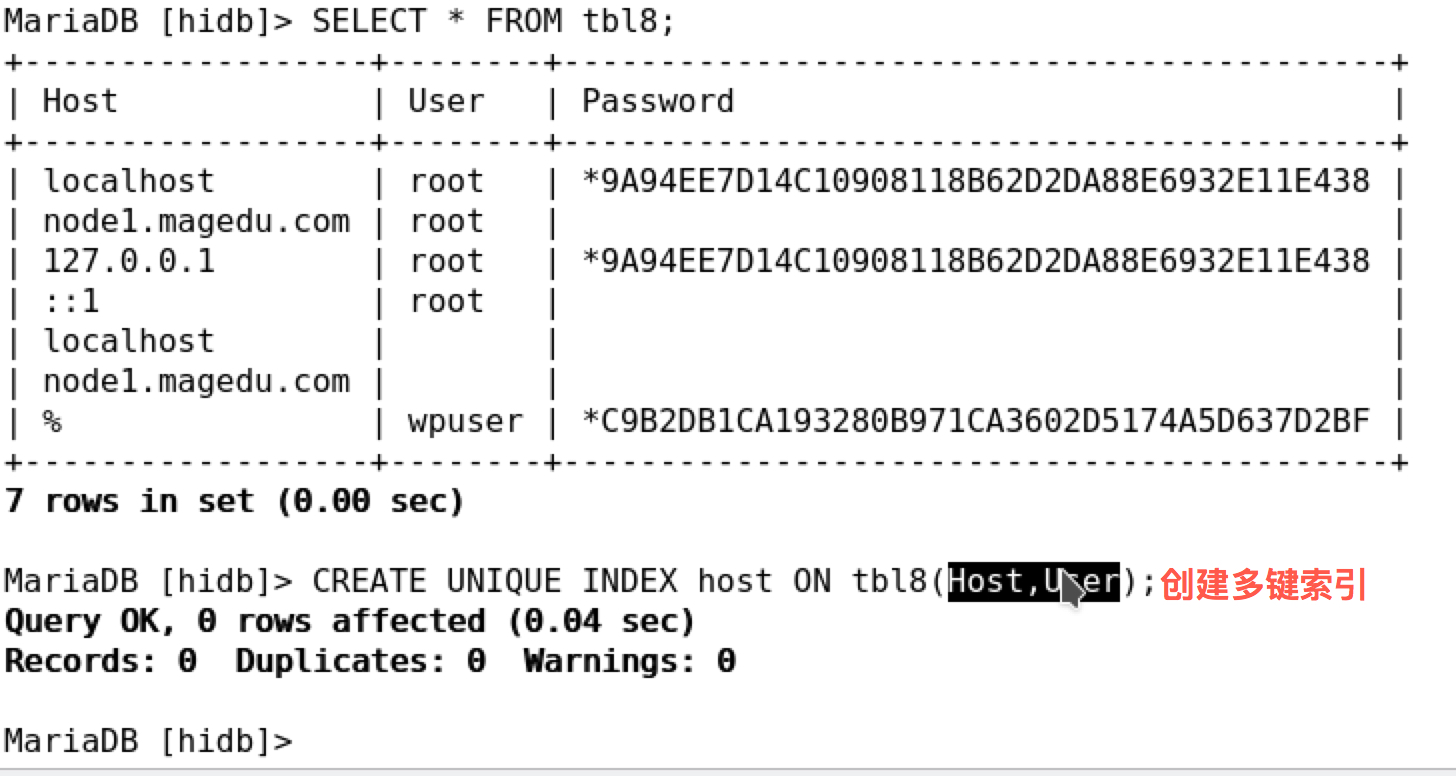 MariaDB [hidb]> SELECT * FROM tbl8;
+------------------+--------+-------------------------------------------+
| Host             | User   | Password                                  |
+------------------+--------+-------------------------------------------+
| localhost        | root   | *9A94EE7D14C10908118B62D2DA88E6932E11E438 |
| node1.magedu.com | root   |                                           |
| 127.0.0.1        | root   | *9A94EE7D14C10908118B62D2DA88E6932E11E438 |
| ::1              | root   |                                           |
| localhost        |        |                                           |
| node1.magedu.com |        |                                           |
| %                | wpuser | *C9B2DB1CA193280B971CA3602D5174A5D637D2BF |
+------------------+--------+-------------------------------------------+
7 rows in set (0.00 sec)
MariaDB [hidb]> CREATE UNIQUE INDEX host ON tbl8(Host,User);创建多键索引
Query OK, 0 rows affected (0.04 sec)
Records: 0  Duplicates: 0  Warnings: 0
MariaDB [hidb]>